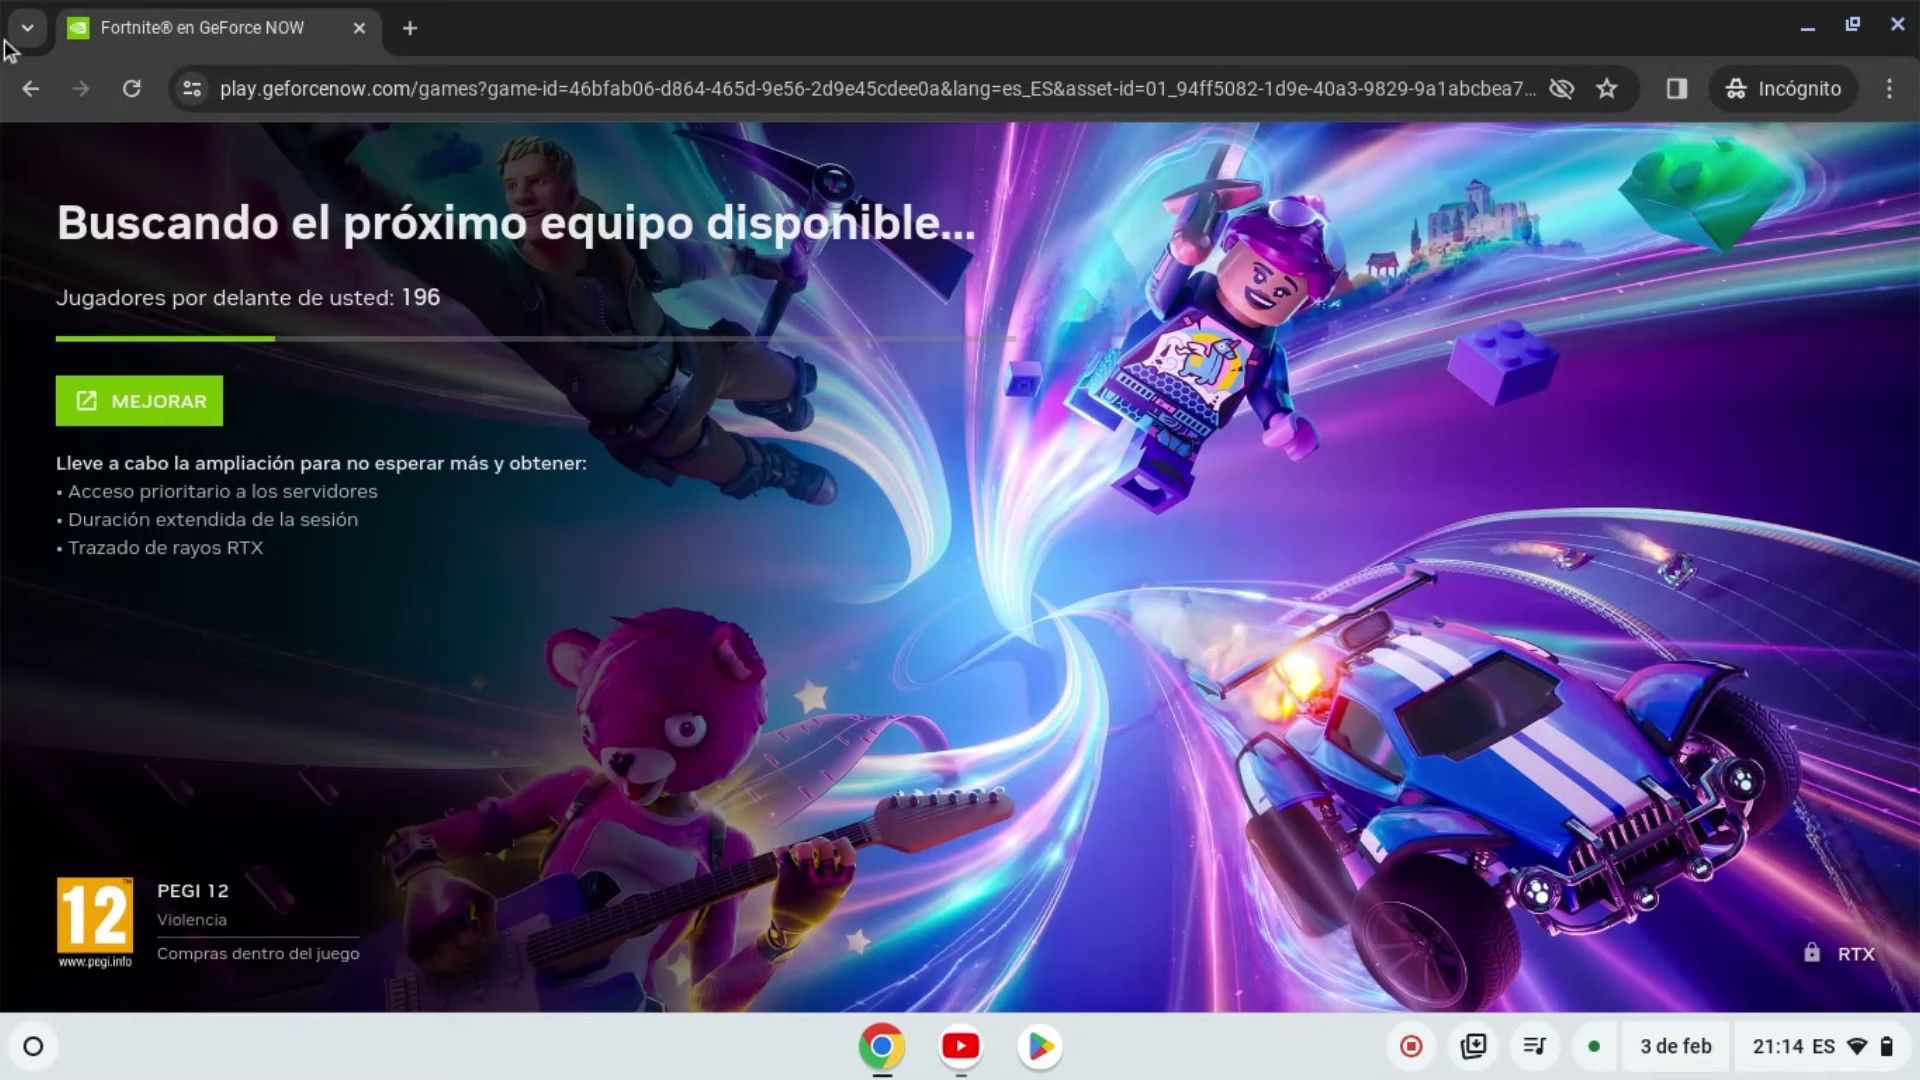 Fortnite® en GeForce NOW
play.geforcenow.com/games?game-id=46bfab06-d864-465d-9e56-2d9e45cdee0a&lang=es_ES&asset-id=01_94ff5082-1d9e-40a3-9829-9a1abcbea7...
Incógnito
Buscando el próximo equipo disponible...
Jugadores por delante de usted: 196
MEJORAR
Lleve a cabo la ampliación para no esperar más y obtener:
• Acceso prioritario a los servidores
• Duración extendida de la sesión
• Trazado de rayos RTX
12
www.pegi.info
PEGI 12
Violencia
Compras dentro del juego
RTX
3 de feb
21:14 ES